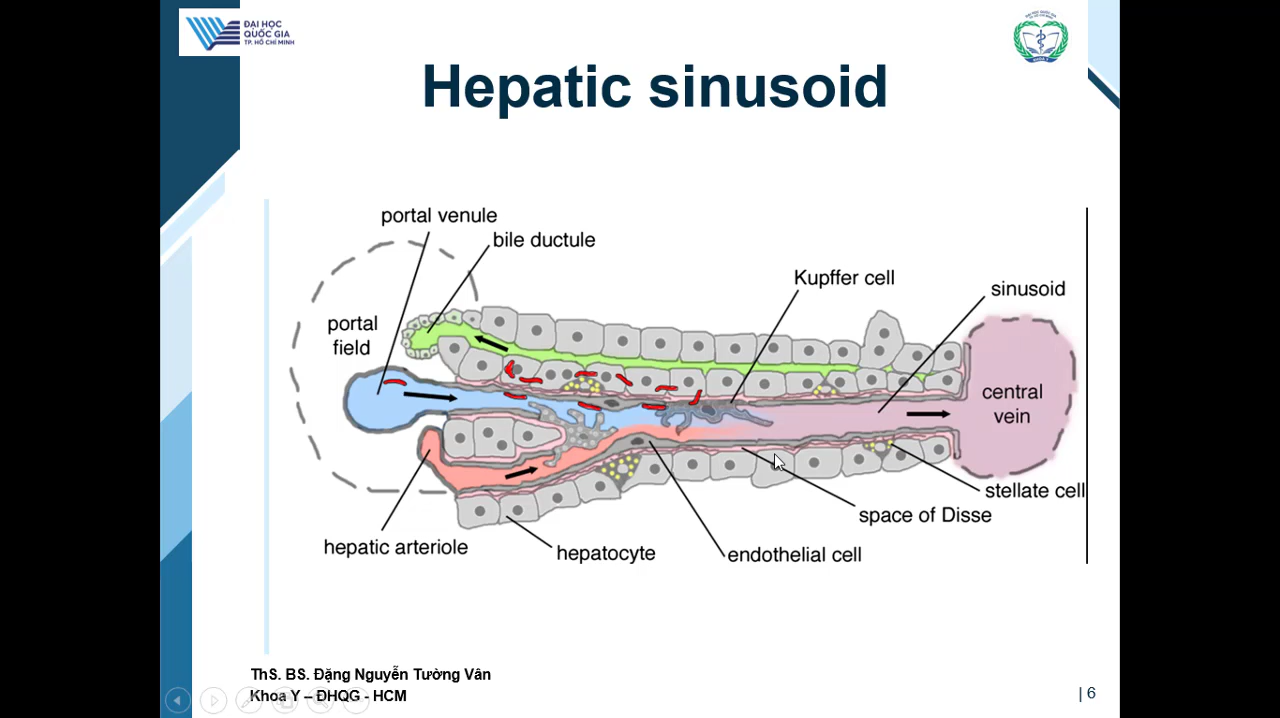 ĐẠI HỌC
QUỐC GIA
TP. HỒ CHÍ MINH
Hepatic sinusoid
portal venule
bile ductule
Kupffer cell
sinusoid
portal
field
central
vein
stellate cell
space of Disse
hepatic arteriole
hepatocyte
endothelial cell
ThS. BS. Đặng Nguyễn Tường Vân
Khoa Y – ĐHQG - HCM
| 6